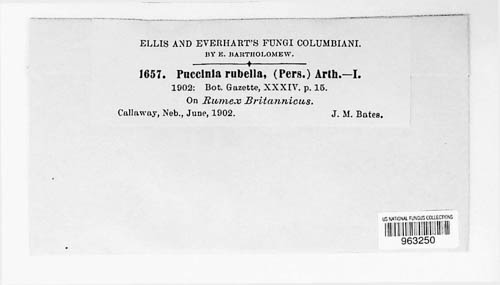 ELLIS AND EVERHART'S FUNGI COLUMBIANI.
BY E. BARTHOLOMEW.
1657. Puccinia rubella, (Pers.) Arth.—I.
1902: Bot. Gazette, XXXIV. p. 15.
On Rumex Britannicus.
Callaway, Neb., June, 1902. J. M. Bates.
US NATIONAL FUNGUS COLLECTIONS
963250